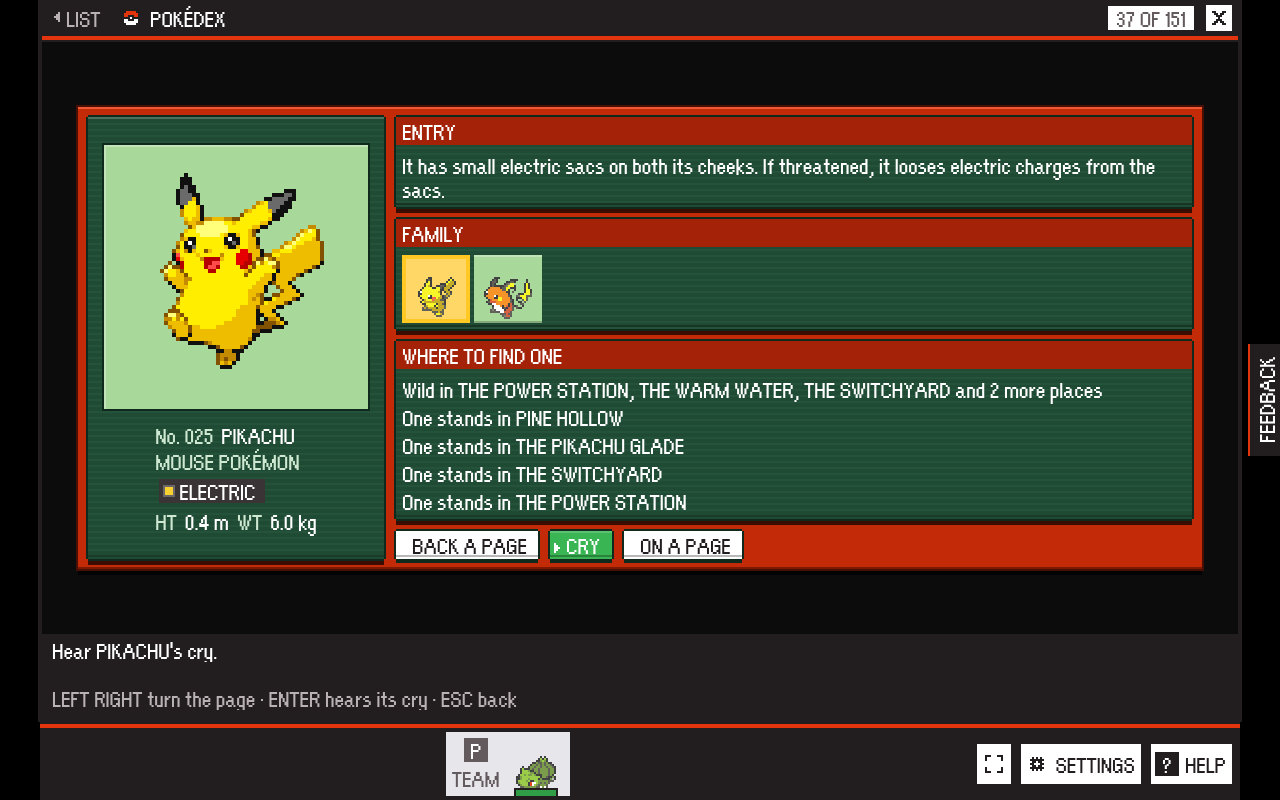 LIST
POKÉDEX
37 OF 151
X
ENTRY
It has small electric sacs on both its cheeks. If threatened, it looses electric charges from the
sacs.
FAMILY
WHERE TO FIND ONE
Wild in THE POWER STATION, THE WARM WATER, THE SWITCHYARD and 2 more places
One stands in PINE HOLLOW
One stands in THE PIKACHU GLADE
One stands in THE SWITCHYARD
One stands in THE POWER STATION
No. 025 PIKACHU
MOUSE POKÉMON
ELECTRIC
HT 0.4 m WT 6.0 kg
BACK A PAGE
CRY
ON A PAGE
FEEDBACK
Hear PIKACHU's cry.
LEFT RIGHT turn the page · ENTER hears its cry · ESC back
P
TEAM
SETTINGS
? HELP